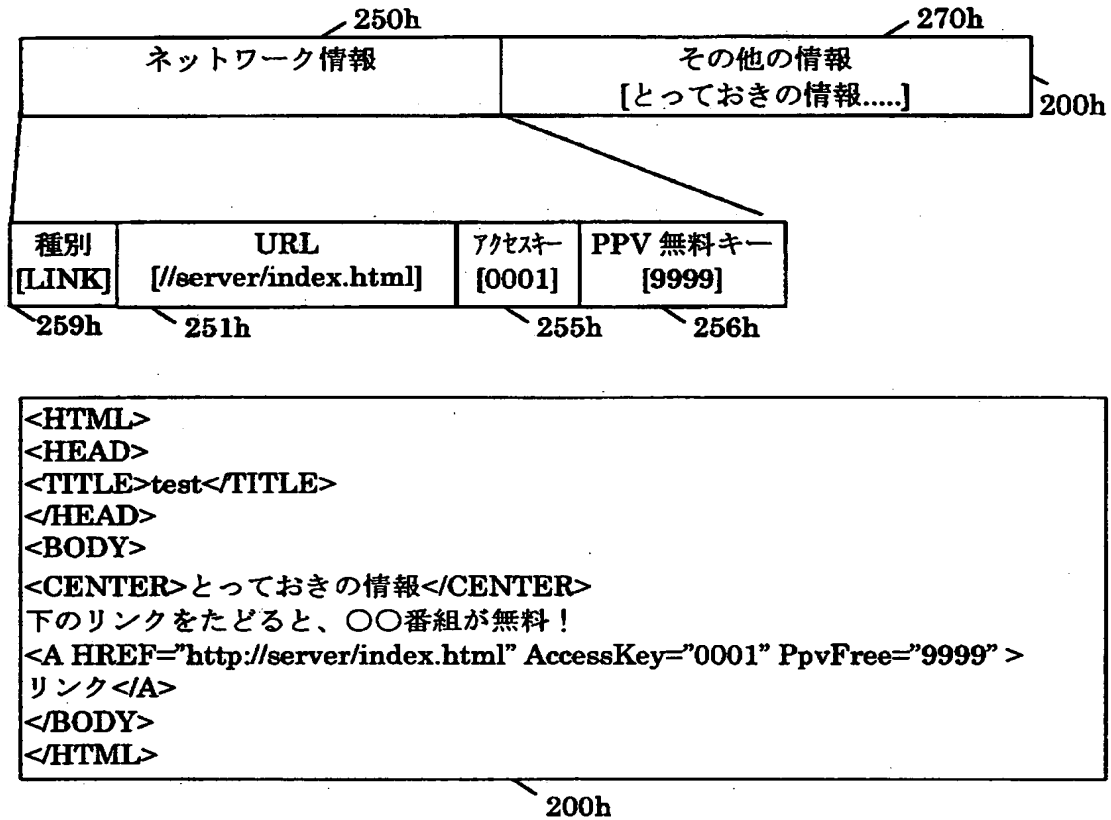 250h
270h
ネットワーク情報
その他の情報
[とっておきの情報.....]
200h
種別
[LINK]
URL
[//server/index.html]
アクセスキー
[0001]
PPV 無料キー
[9999]
259h
251h
255h
256h
<HTML>
<HEAD>
<TITLE>test</TITLE>
</HEAD>
<BODY>
<CENTER>とっておきの情報</CENTER>
下のリンクをたどると、〇〇番組が無料！
<A HREF="http://server/index.html" AccessKey="0001" PpvFree="9999" >
リンク</A>
</BODY>
</HTML>
200h